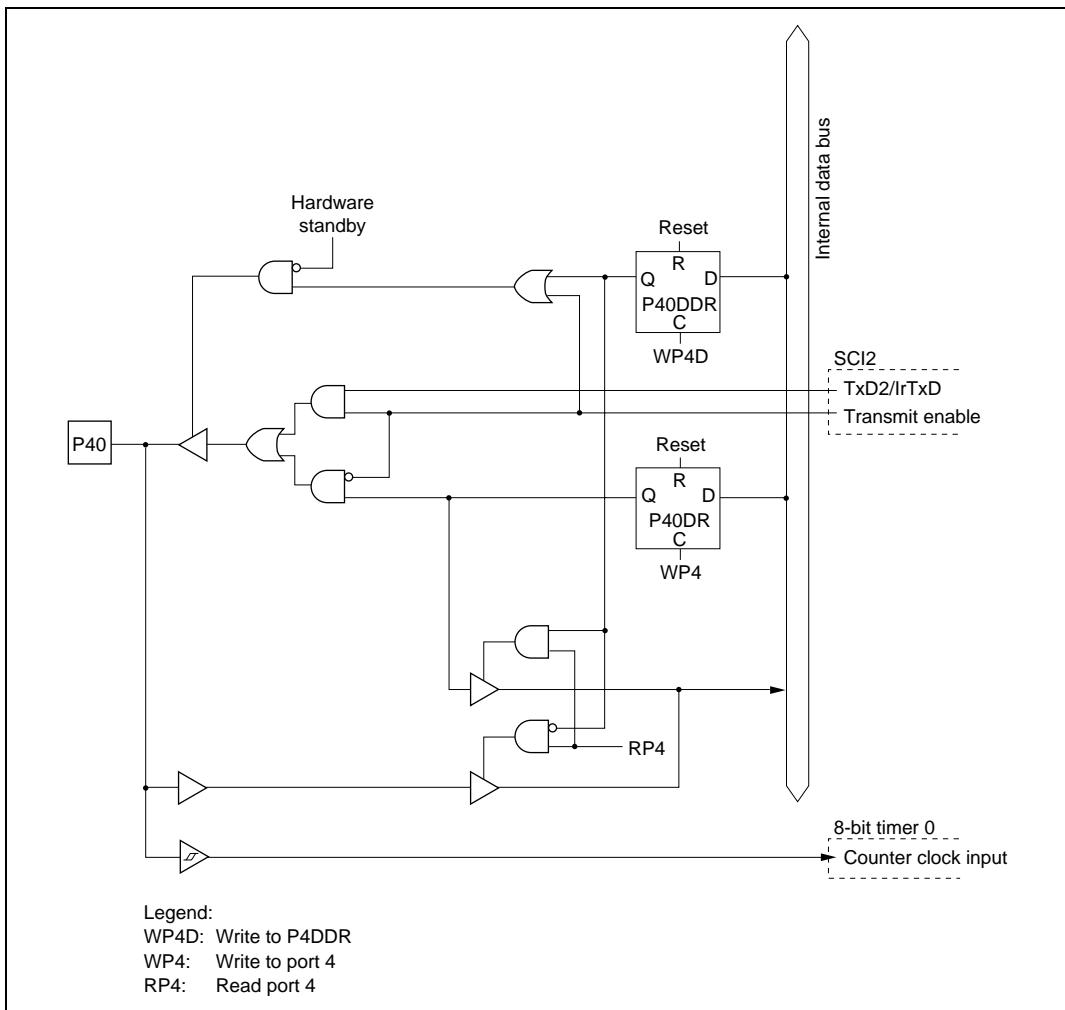 Internal data bus
Hardware
standby
Reset
R
Q
D
P40DDR
C
WP4D
SCI2
TxD2/IrTxD
Transmit enable
P40
Reset
R
Q
D
P40DR
C
WP4
RP4
8-bit timer 0
Counter clock input
Legend:
WP4D: Write to P4DDR
WP4: Write to port 4
RP4: Read port 4